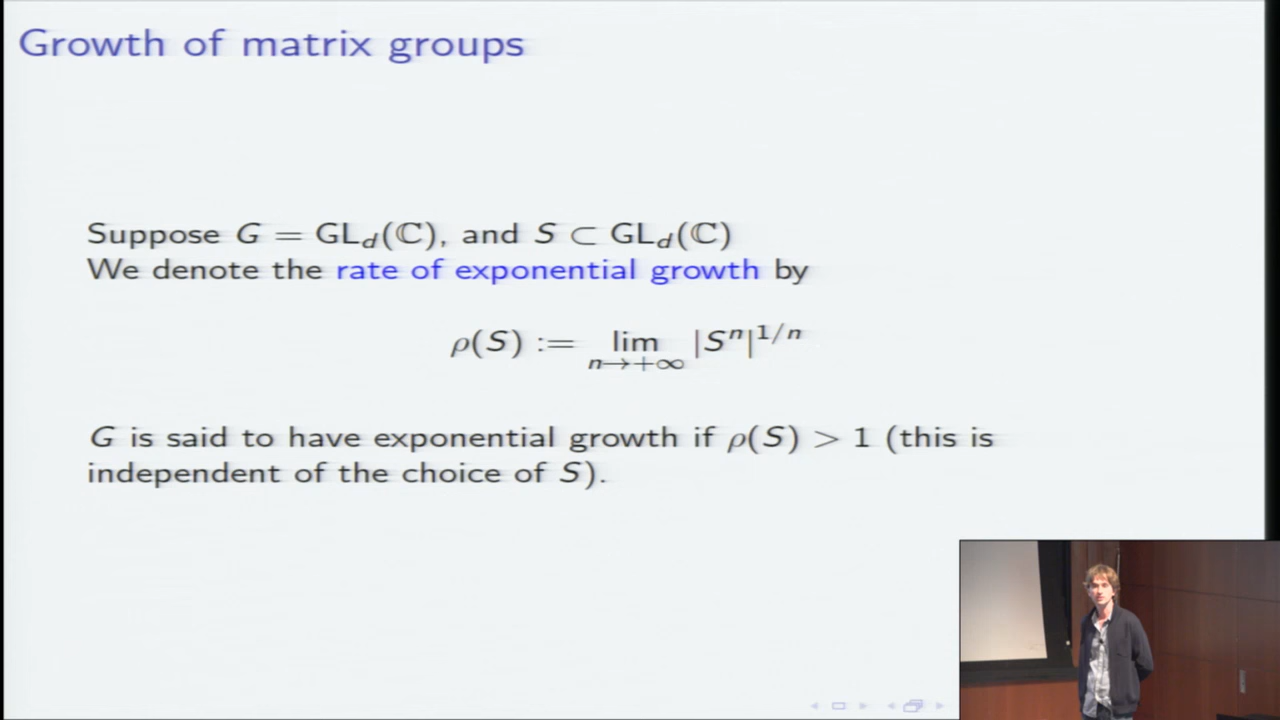 Growth of matrix groups
Suppose G = GL_d(ℂ), and S ⊂ GL_d(ℂ)
We denote the rate of exponential growth by
ρ(S) := lim_{n→+∞} |S^n|^{1/n}
G is said to have exponential growth if ρ(S) > 1 (this is
independent of the choice of S).